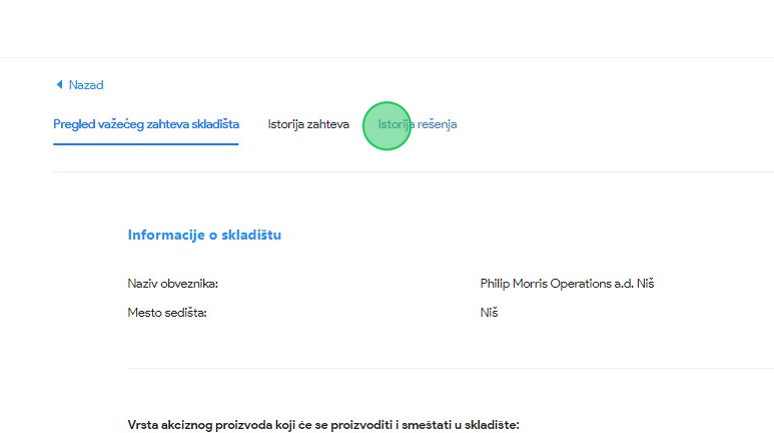 Nazad
Pregled važećeg zahteva skladišta Istorija zahteva Istorija rešenja
Informacije o skladištu
Naziv obveznika: Philip Morris Operations a.d. Niš
Mesto sedišta: Niš
Vrsta akciznog proizvoda koji će se proizvoditi i smeštati u skladište: